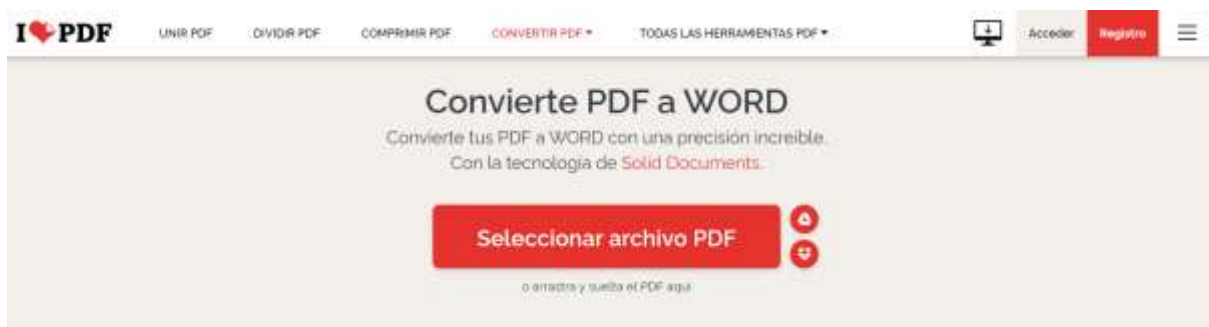 I PDF
UNIR PDF DIVIDIR PDF COMPRIMIR PDF CONVERTIR PDF TODAS LAS HERRAMIENTAS PDF Acceder Registro
Convierte PDF a WORD
Convierte tus PDF a WORD con una precisión increíble.
Con la tecnología de Solid Documents.
Seleccionar archivo PDF
o arrastra y suelta el PDF aquí